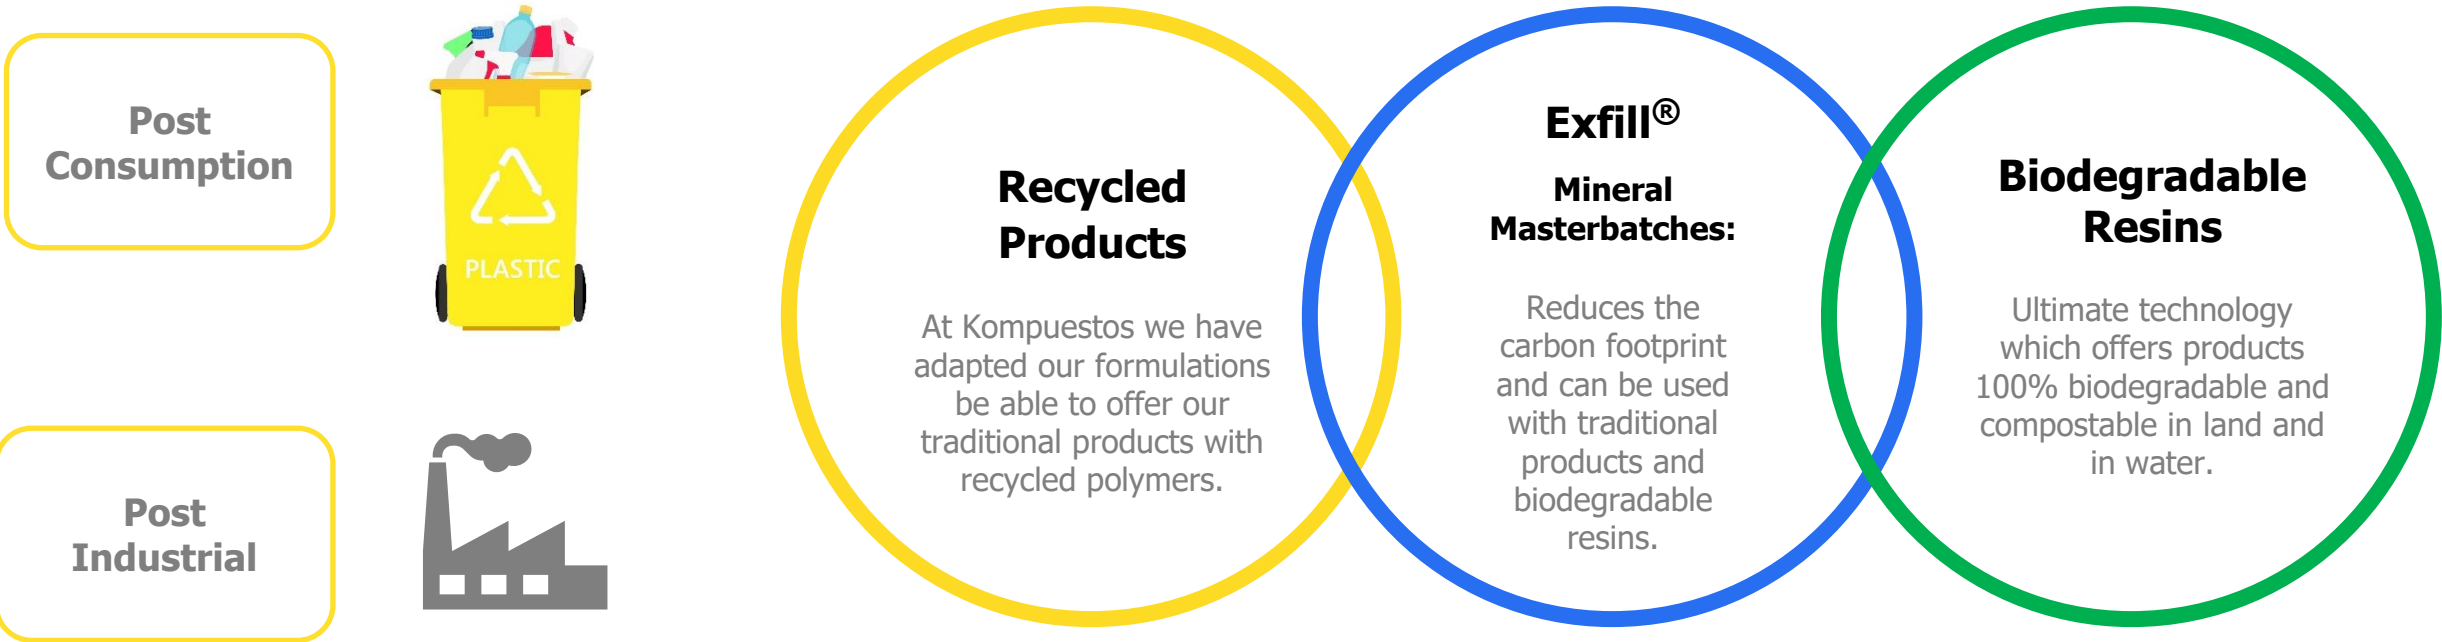 Post
Consumption
PLASTIC
Post
Industrial
Recycled
Products
At Kompuestos we have
adapted our formulations
be able to offer our
traditional products with
recycled polymers.
Exfill®
Mineral
Masterbatches:
Reduces the
carbon footprint
and can be used
with traditional
products and
biodegradable
resins.
Biodegradable
Resins
Ultimate technology
which offers products
100% biodegradable and
compostable in land and
in water.